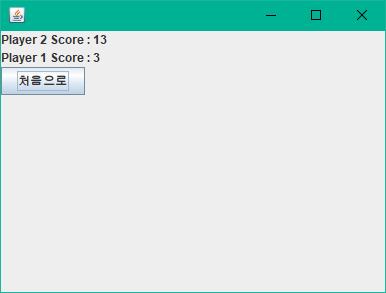 Player 2 Score : 13
Player 1 Score : 3
처음으로